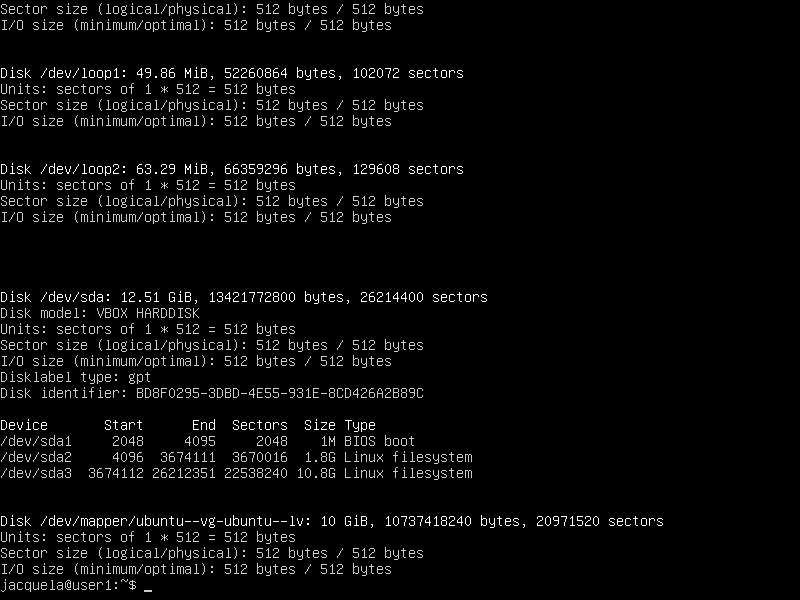 Sector size (logical/physical): 512 bytes / 512 bytes
I/O size (minimum/optimal): 512 bytes / 512 bytes
Disk /dev/loop1: 49.86 MiB, 52260864 bytes, 102072 sectors
Units: sectors of 1 * 512 = 512 bytes
Sector size (logical/physical): 512 bytes / 512 bytes
I/O size (minimum/optimal): 512 bytes / 512 bytes
Disk /dev/loop2: 63.29 MiB, 66359296 bytes, 129608 sectors
Units: sectors of 1 * 512 = 512 bytes
Sector size (logical/physical): 512 bytes / 512 bytes
I/O size (minimum/optimal): 512 bytes / 512 bytes
Disk /dev/sda: 12.51 GiB, 13421772800 bytes, 26214400 sectors
Disk model: VBOX HARDDISK
Units: sectors of 1 * 512 = 512 bytes
Sector size (logical/physical): 512 bytes / 512 bytes
I/O size (minimum/optimal): 512 bytes / 512 bytes
Disklabel type: gpt
Disk identifier: BD8F0295-3DBD-4E55-931E-8CD426A2B89C
Device       Start      End  Sectors  Size Type
/dev/sda1     2048     4095     2048    1M BIOS boot
/dev/sda2     4096  3674111  3670016  1.8G Linux filesystem
/dev/sda3  3674112 26212351 22538240 10.8G Linux filesystem
Disk /dev/mapper/ubuntu--vg-ubuntu--lv: 10 GiB, 10737418240 bytes, 20971520 sectors
Units: sectors of 1 * 512 = 512 bytes
Sector size (logical/physical): 512 bytes / 512 bytes
I/O size (minimum/optimal): 512 bytes / 512 bytes
jacquela@user1:~$ _